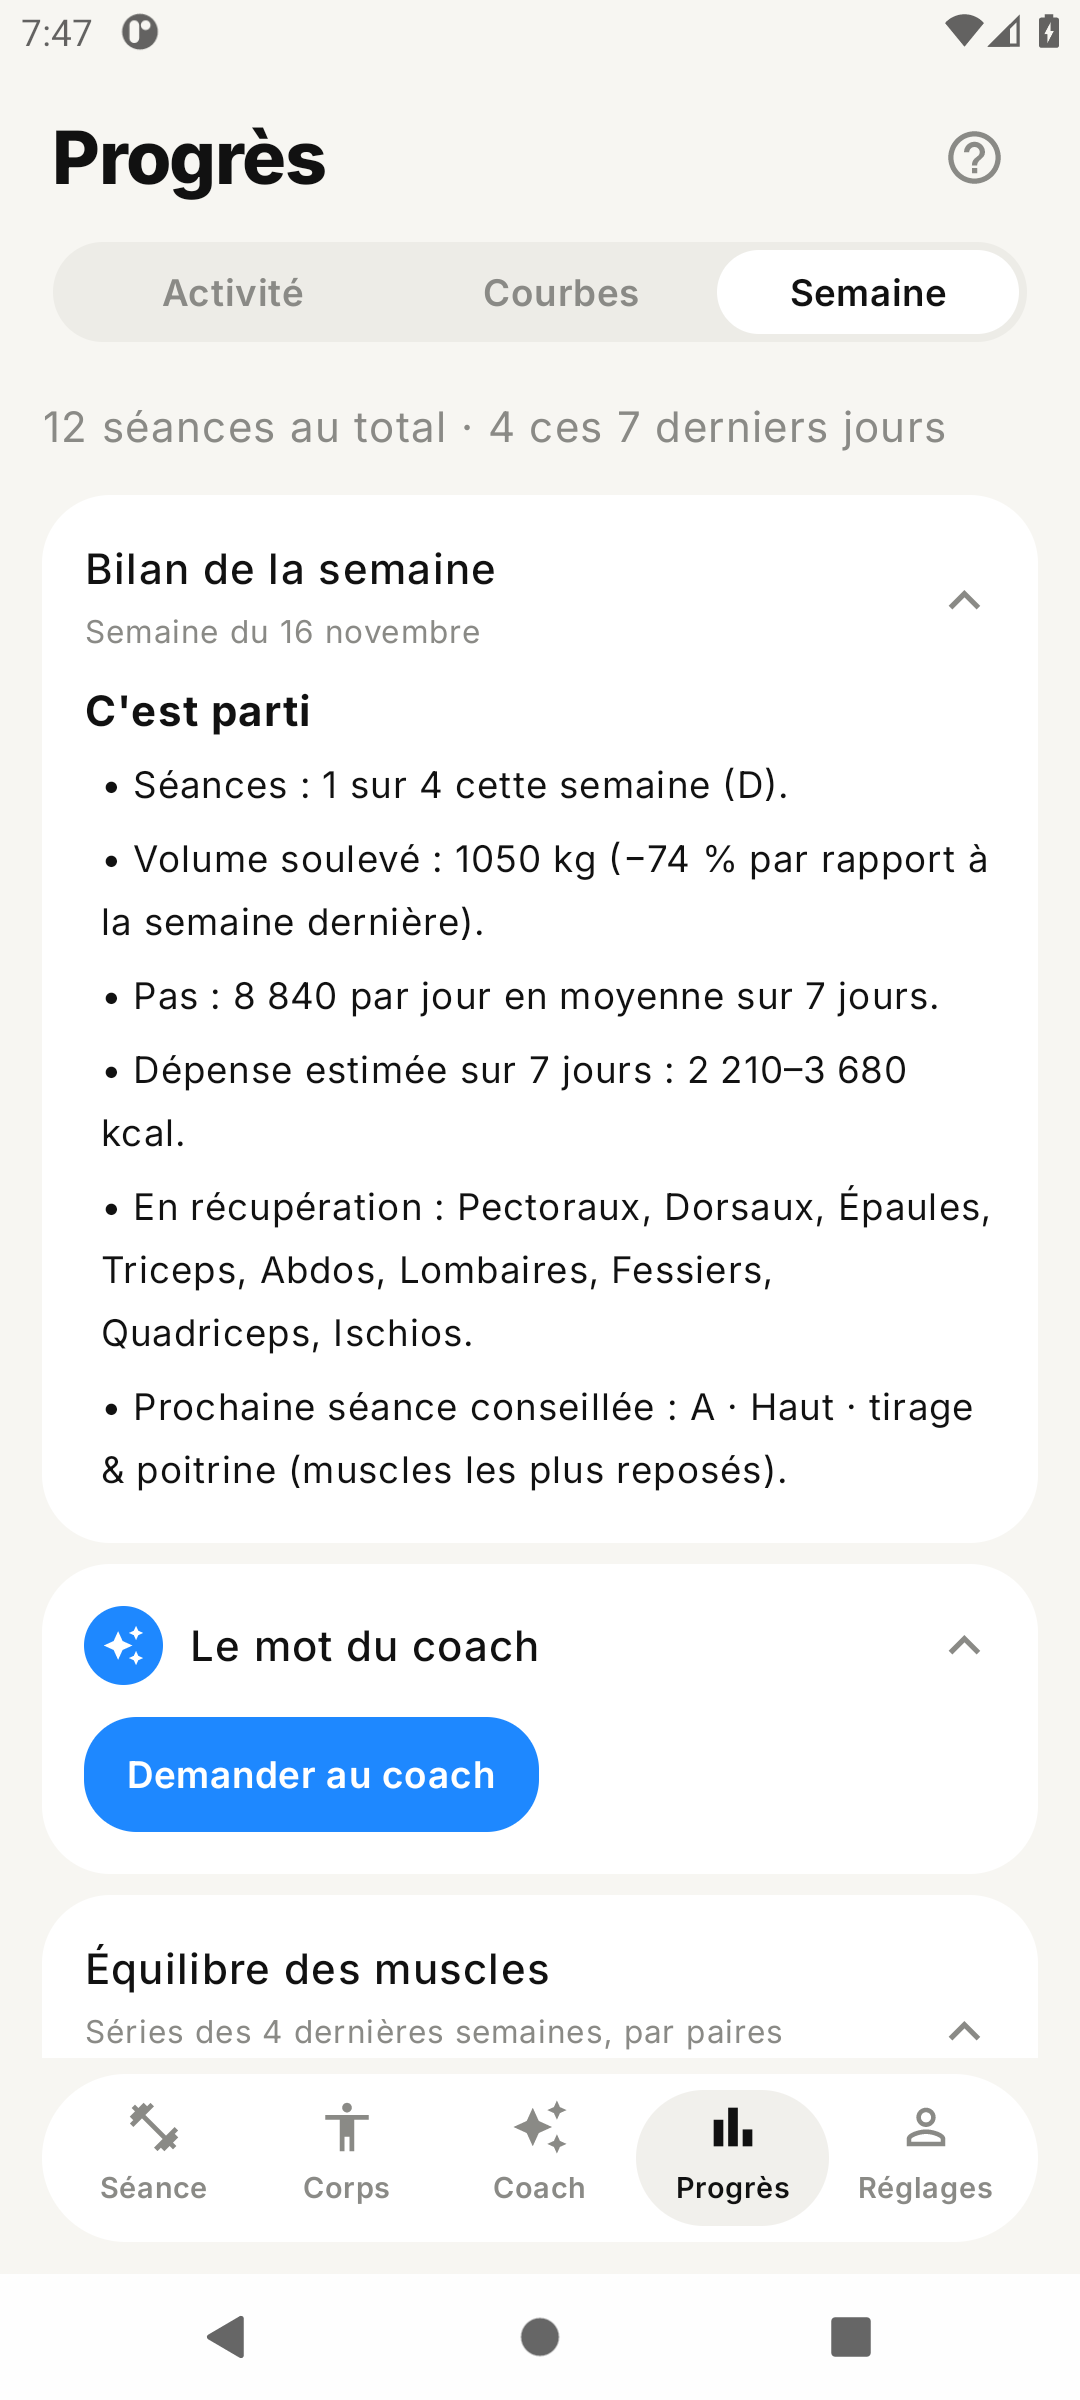 7:47
Progrès
Activité
Courbes
Semaine
12 séances au total · 4 ces 7 derniers jours
Bilan de la semaine
Semaine du 16 novembre
C'est parti
• Séances : 1 sur 4 cette semaine (D).
• Volume soulevé : 1050 kg (−74 % par rapport à
la semaine dernière).
• Pas : 8 840 par jour en moyenne sur 7 jours.
• Dépense estimée sur 7 jours : 2 210–3 680
kcal.
• En récupération : Pectoraux, Dorsaux, Épaules,
Triceps, Abdos, Lombaires, Fessiers,
Quadriceps, Ischios.
• Prochaine séance conseillée : A · Haut · tirage
& poitrine (muscles les plus reposés).
Le mot du coach
Demander au coach
Équilibre des muscles
Séries des 4 dernières semaines, par paires
Séance
Corps
Coach
Progrès
Réglages